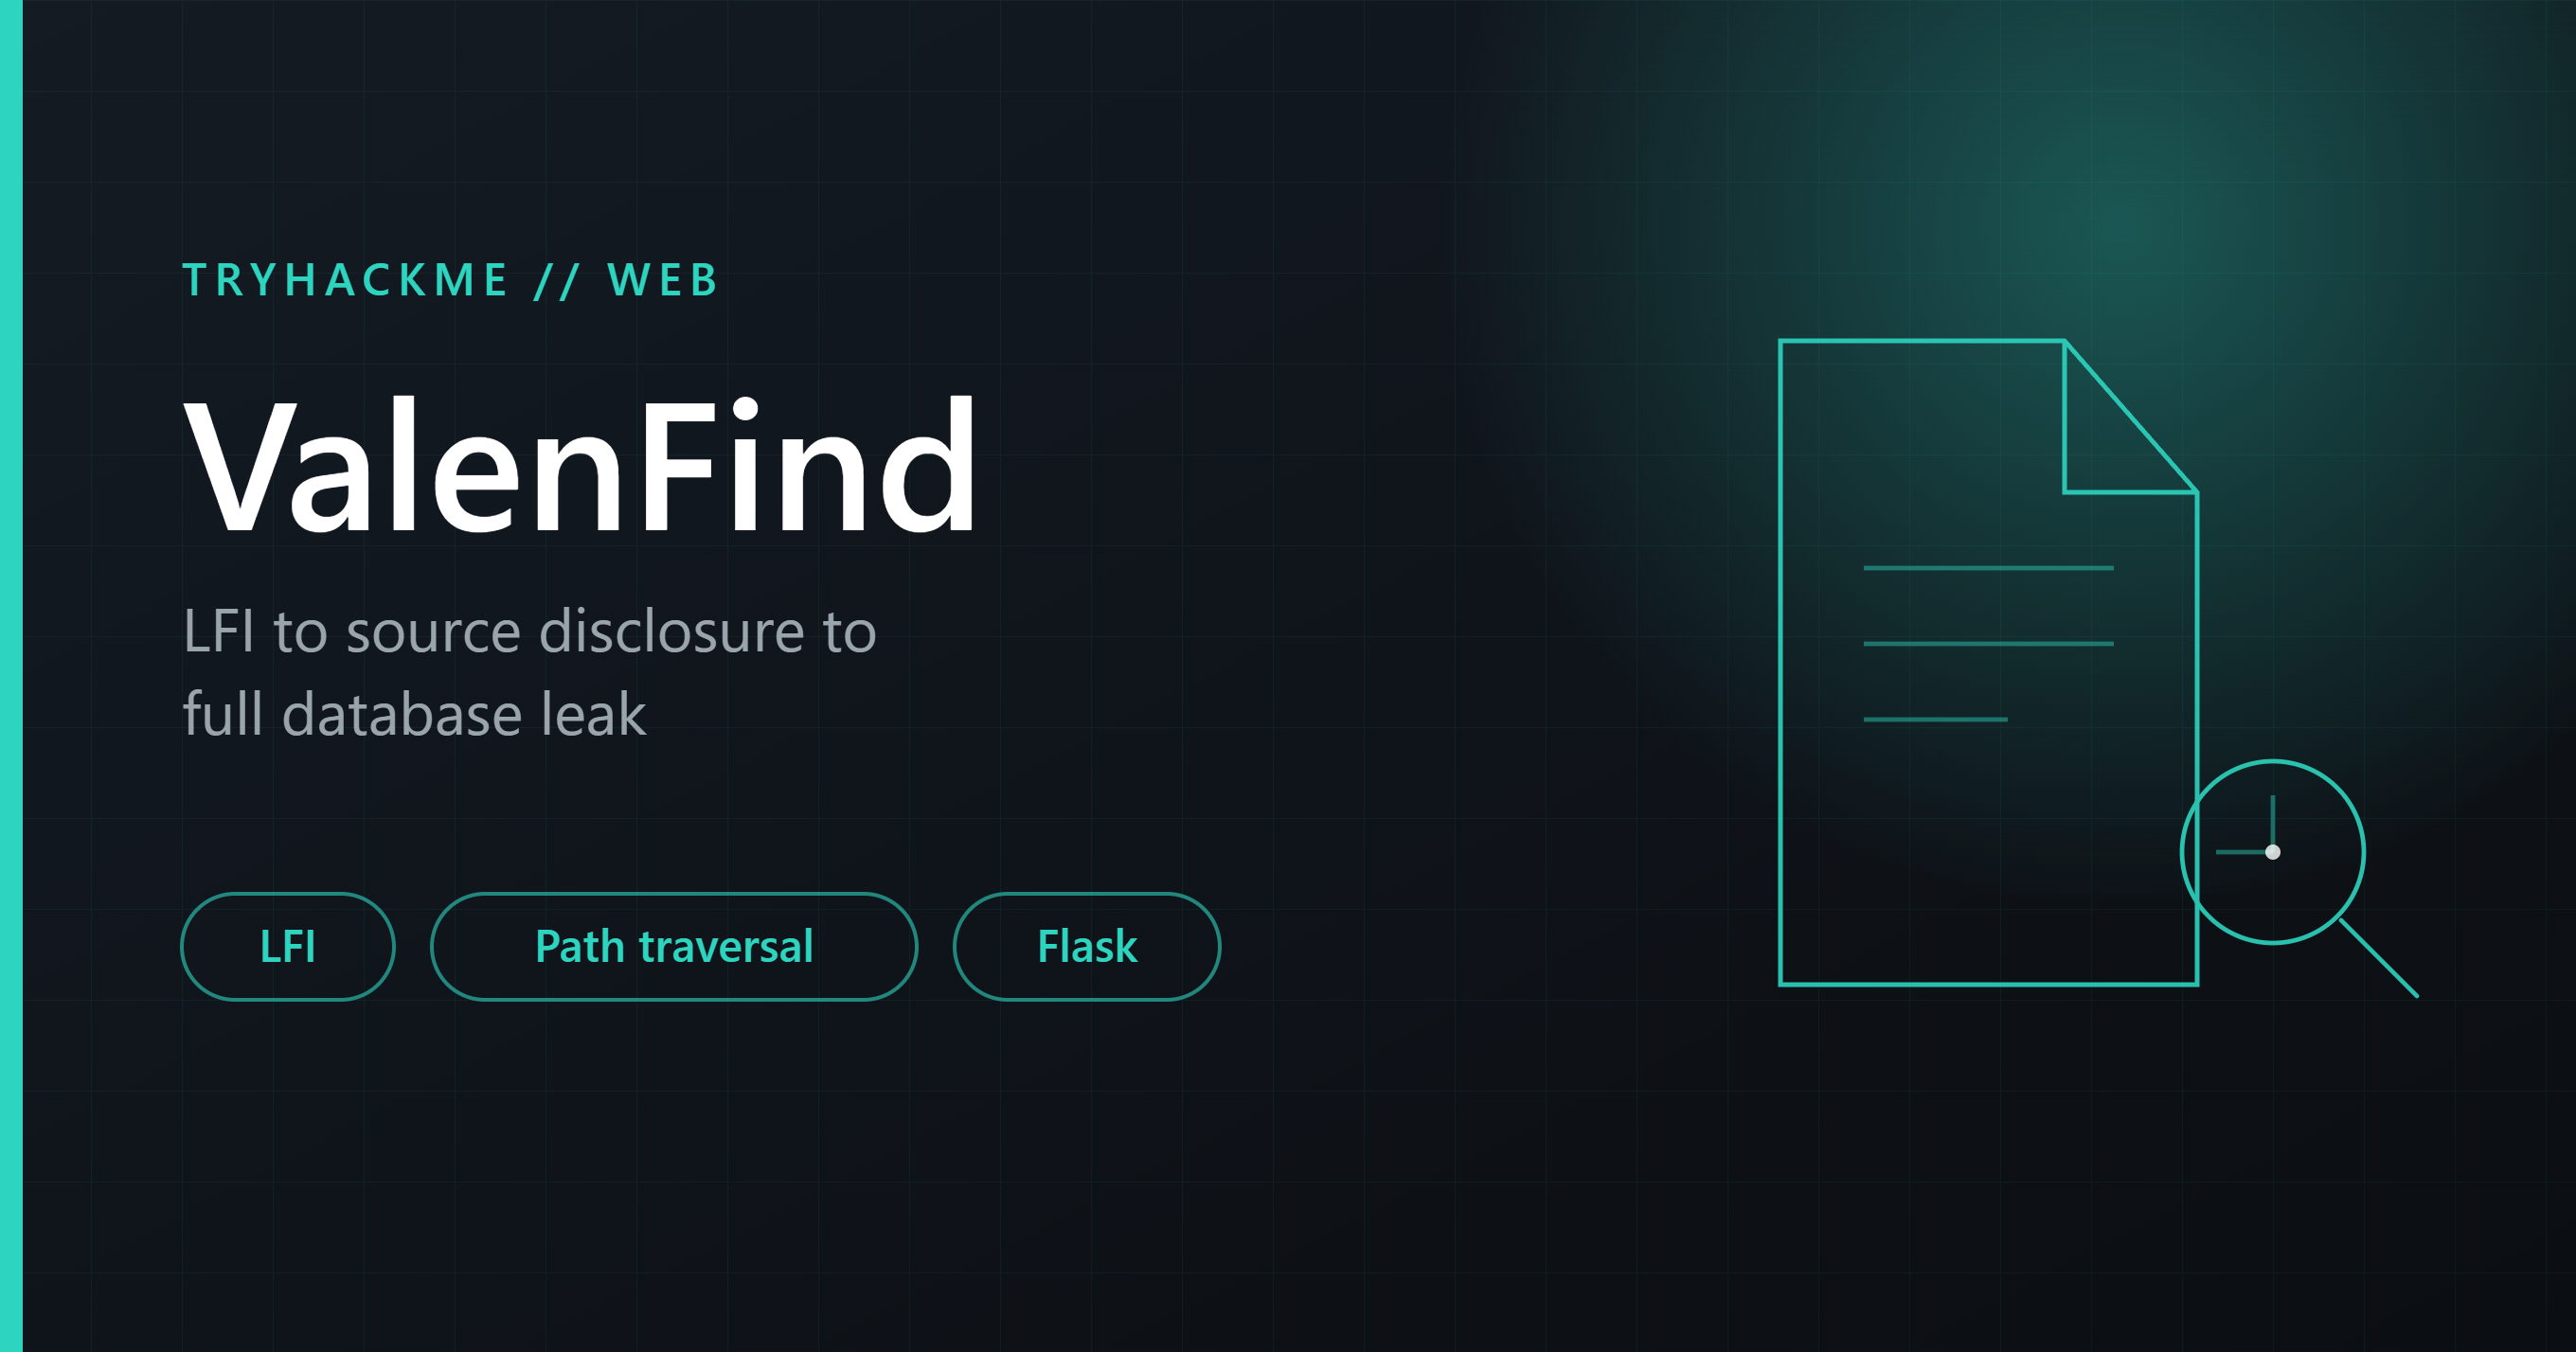 TRYHACKME // WEB
ValenFind
LFI to source disclosure to
full database leak
LFI
Path traversal
Flask